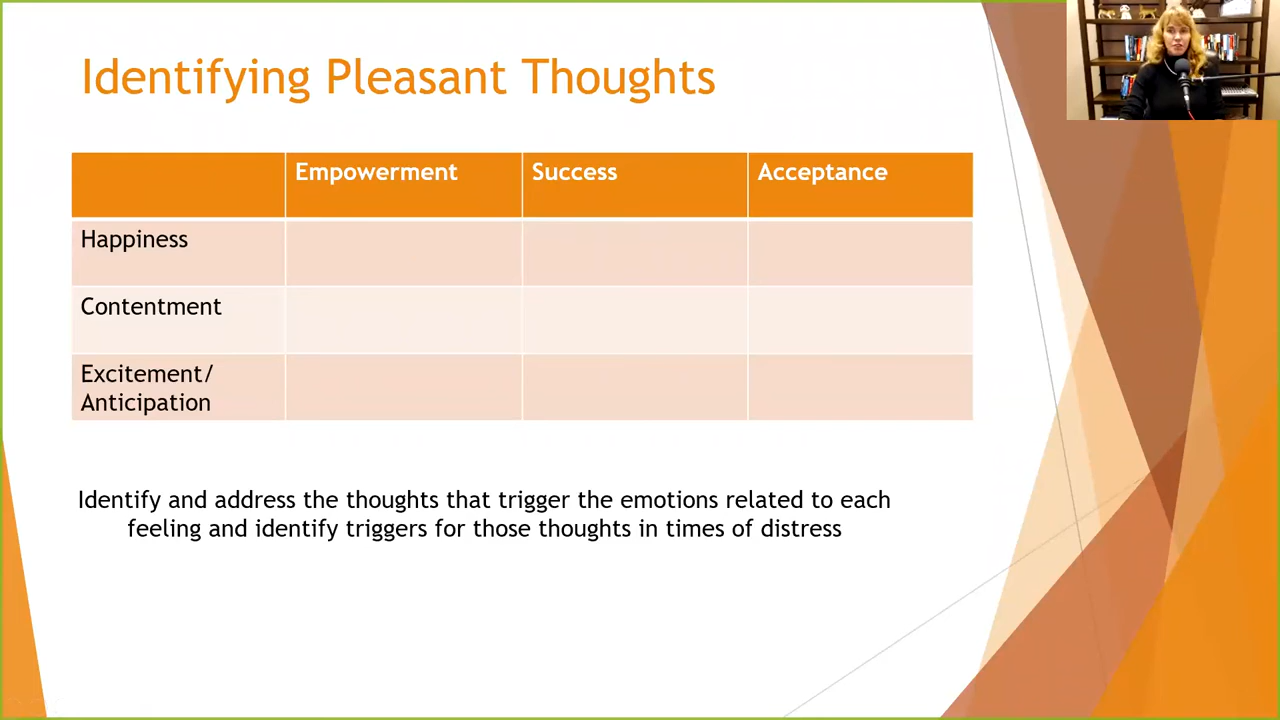 Identifying Pleasant Thoughts
Empowerment Success Acceptance
Happiness
Contentment
Excitement/
Anticipation
Identify and address the thoughts that trigger the emotions related to each
feeling and identify triggers for those thoughts in times of distress